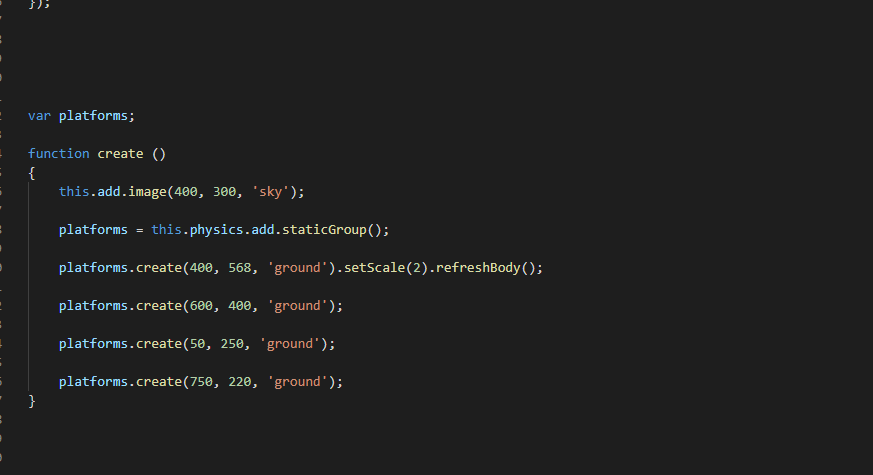 });
var platforms;
function create ()
{
this.add.image(400, 300, 'sky');
platforms = this.physics.add.staticGroup();
platforms.create(400, 568, 'ground').setScale(2).refreshBody();
platforms.create(600, 400, 'ground');
platforms.create(50, 250, 'ground');
platforms.create(750, 220, 'ground');
}